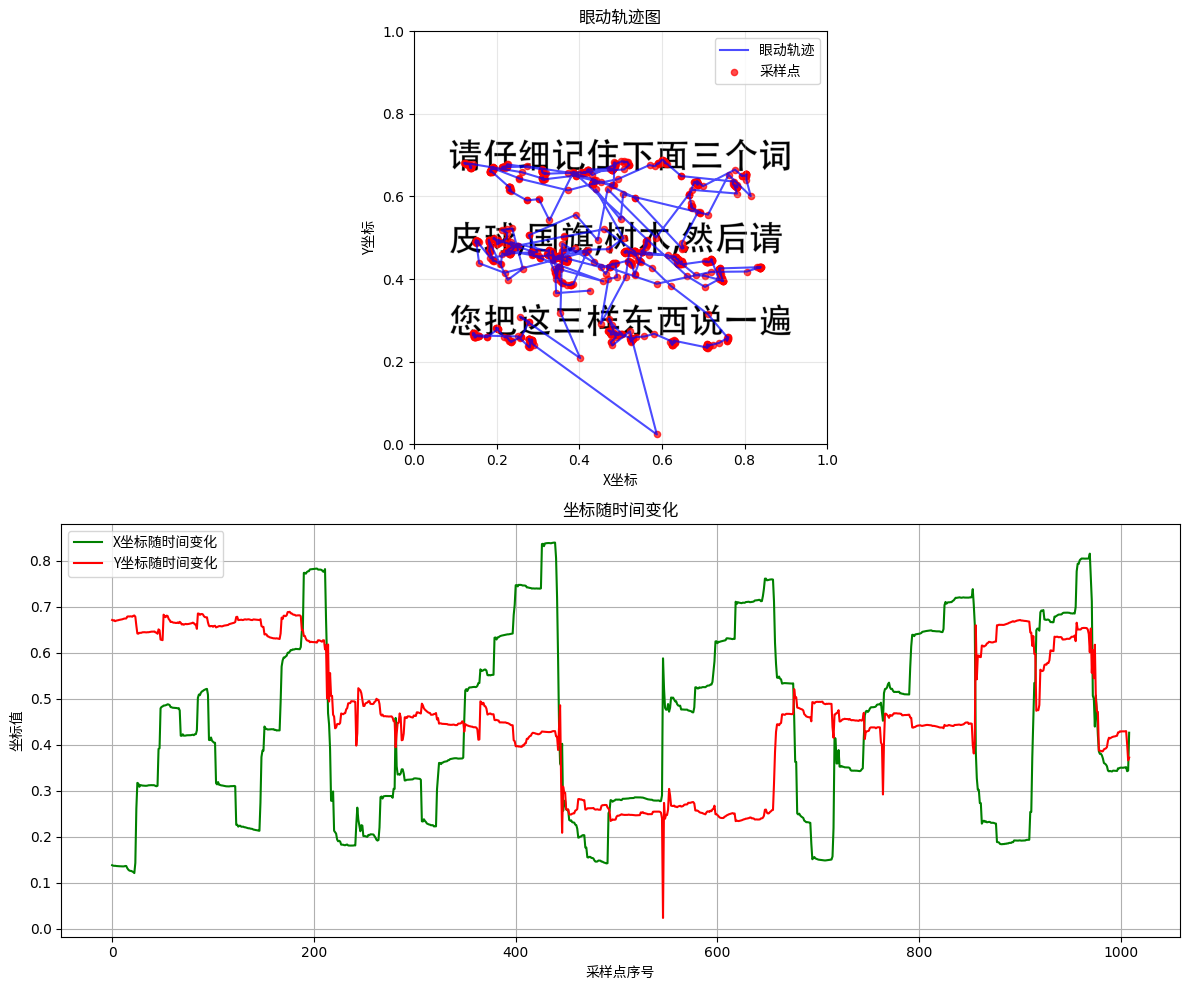 眼动轨迹图
1.0
0.8
0.6
0.4
0.2
0.0
Y坐标
眼动轨迹
采样点
请仔细记住下面三个词
皮球,国旗,树木,然后请
您把这三样东西说一遍
0.0 0.2 0.4 0.6 0.8 1.0
X坐标
坐标随时间变化
X坐标随时间变化
Y坐标随时间变化
0.8
0.7
0.6
0.5
0.4
0.3
0.2
0.1
0.0
坐标值
0 200 400 600 800 1000
采样点序号